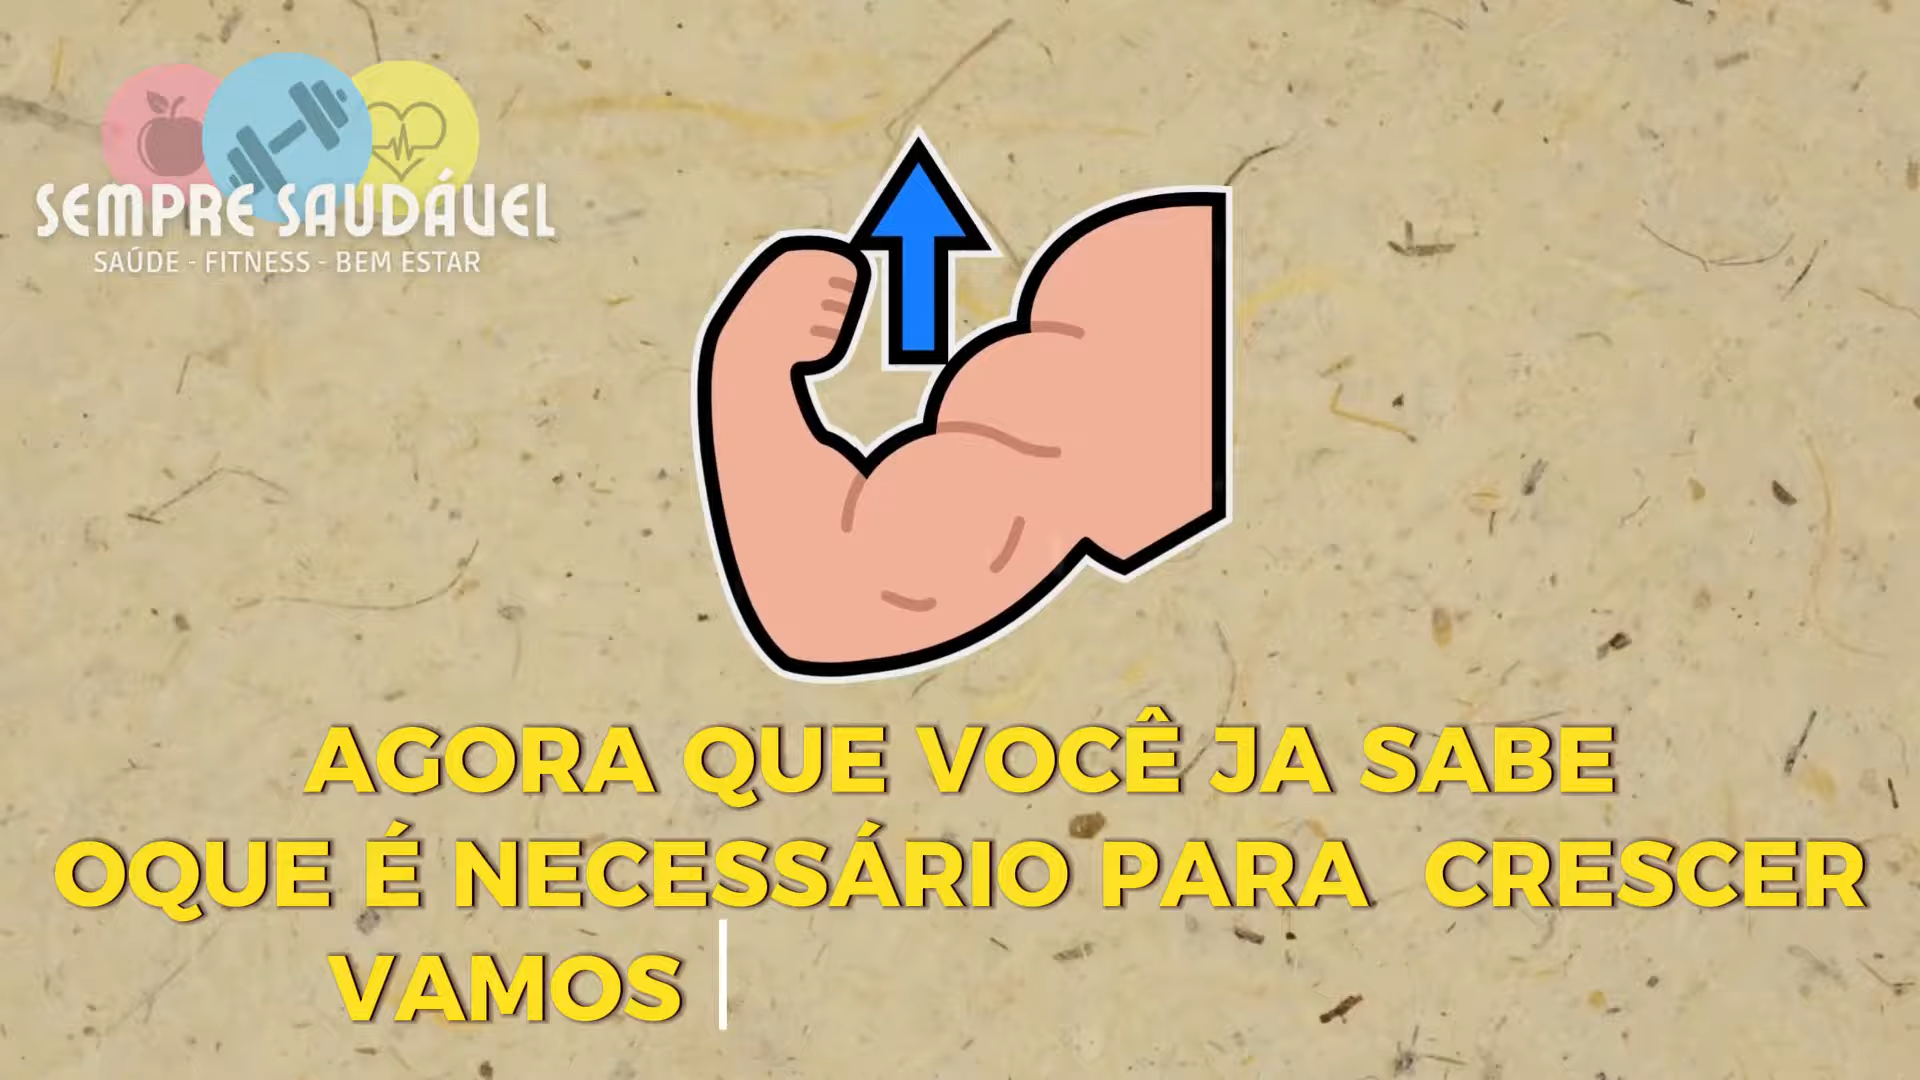 SEMPRE SAUDÁVEL
SAÚDE - FITNESS - BEM ESTAR
AGORA QUE VOCÊ JA SABE
OQUE É NECESSÁRIO PARA CRESCER
VAMOS